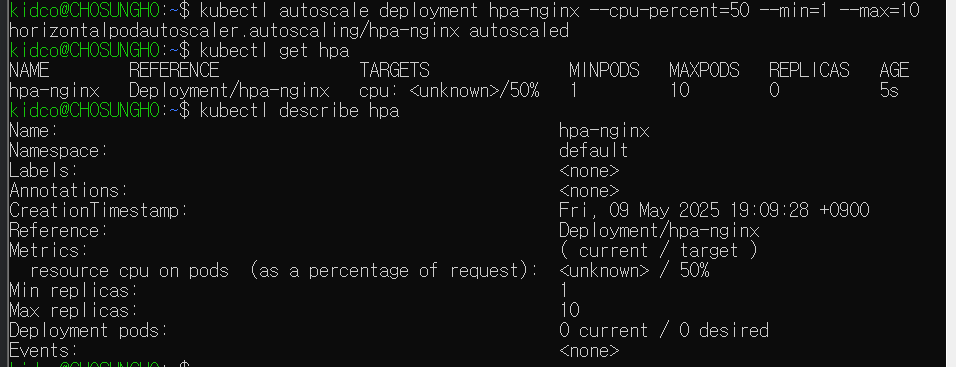 kidco@CHOSUNGHO:~$ kubectl autoscale deployment hpa-nginx --cpu-percent=50 --min=1 --max=10
horizontalpodautoscaler.autoscaling/hpa-nginx autoscaled
kidco@CHOSUNGHO:~$ kubectl get hpa
NAME REFERENCE TARGETS MINPODS MAXPODS REPLICAS AGE
hpa-nginx Deployment/hpa-nginx cpu: <unknown>/50% 1 10 0 5s
kidco@CHOSUNGHO:~$ kubectl describe hpa
Name: hpa-nginx
Namespace: default
Labels: <none>
Annotations: <none>
CreationTimestamp: Fri, 09 May 2025 19:09:28 +0900
Reference: Deployment/hpa-nginx
Metrics: ( current / target )
resource cpu on pods (as a percentage of request): <unknown> / 50%
Min replicas: 1
Max replicas: 10
Deployment pods: 0 current / 0 desired
Events: <none>